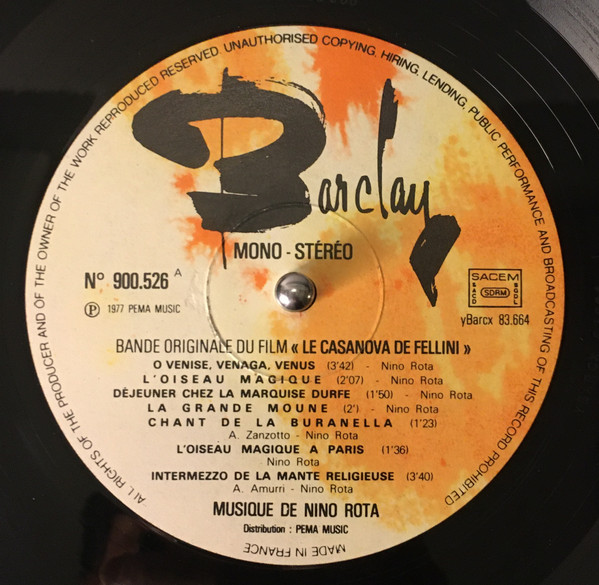 ALL RIGHTS OF THE PRODUCER AND OF THE OWNER OF THE WORK REPRODUCED RESERVED. UNAUTHORISED COPYING, HIRING, LENDING, PUBLIC PERFORMANCE AND BROADCASTING OF THIS RECORD PROHIBITED
Barclay
MONO - STÉRÉO
N° 900.526 A
℗ 1977 PEMA MUSIC
SACEM
SACD SDRM SGDL
yBarcx 83.664
BANDE ORIGINALE DU FILM « LE CASANOVA DE FELLINI »
O VENISE, VENAGA, VENUS (3'42) - Nino Rota
L'OISEAU MAGIQUE (2'07) - Nino Rota
DÉJEUNER CHEZ LA MARQUISE DURFE (1'50) - Nino Rota
LA GRANDE MOUNE (2') - Nino Rota
CHANT DE LA BURANELLA (1'23)
A. Zanzotto - Nino Rota
L'OISEAU MAGIQUE A PARIS (1'36)
Nino Rota
INTERMEZZO DE LA MANTE RELIGIEUSE (3'40)
A. Amurri - Nino Rota
MUSIQUE DE NINO ROTA
Distribution : PEMA MUSIC
MADE IN FRANCE